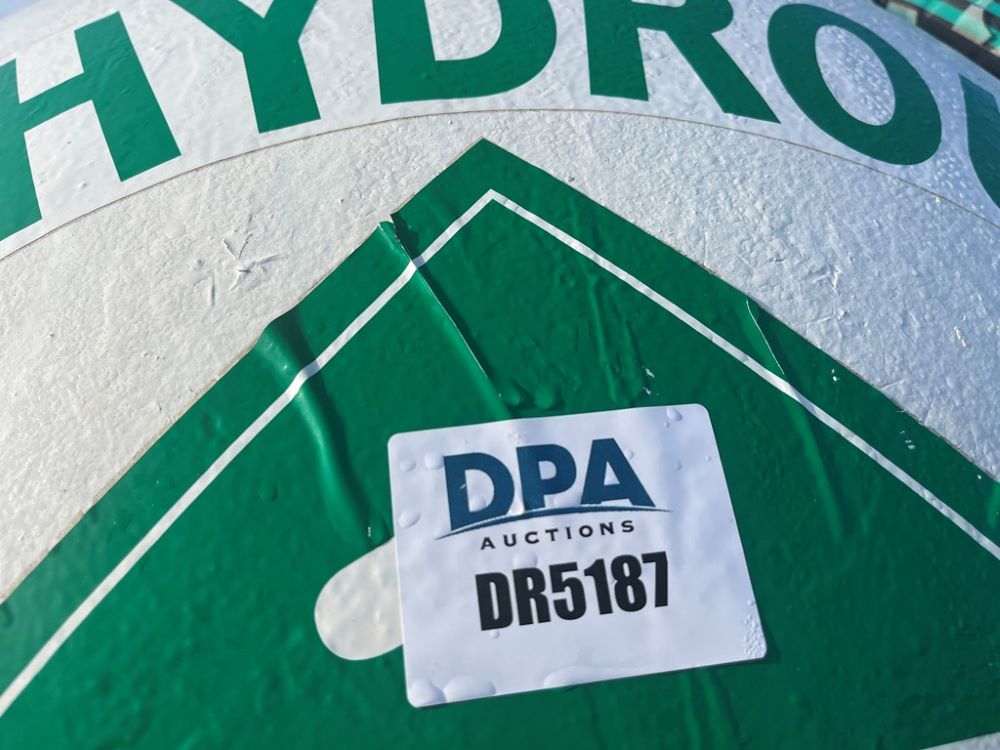 HYDRO
DPA
AUCTIONS
DR5187